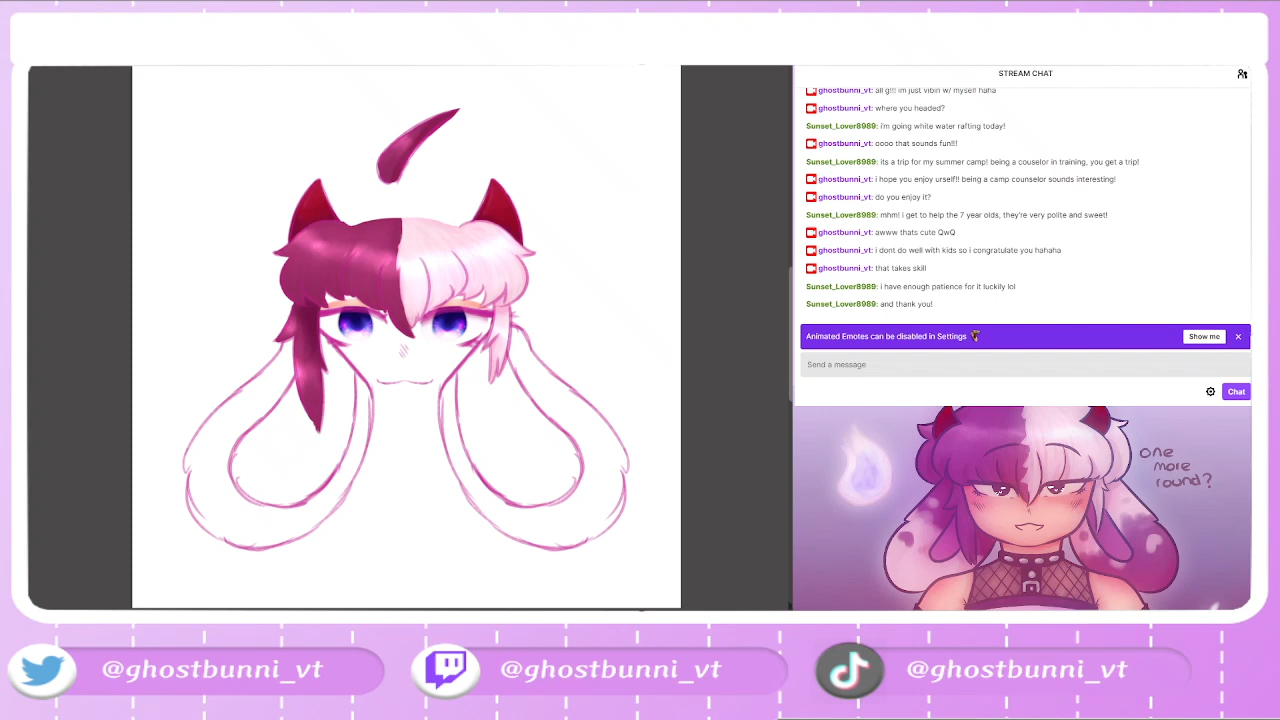 STREAM CHAT
ghostbunni_vt: all g!!! im just vibin w/ myself haha
ghostbunni_vt: where you headed?
Sunset_Lover8989: i'm going white water rafting today!
ghostbunni_vt: oooo that sounds fun!!!
Sunset_Lover8989: its a trip for my summer camp! being a couselor in training, you get a trip!
ghostbunni_vt: i hope you enjoy urself!! being a camp counselor sounds interesting!
ghostbunni_vt: do you enjoy it?
Sunset_Lover8989: mhm! i get to help the 7 year olds, they're very polite and sweet!
ghostbunni_vt: awww thats cute QwQ
ghostbunni_vt: i dont do well with kids so i congratulate you hahaha
ghostbunni_vt: that takes skill
Sunset_Lover8989: i have enough patience for it luckily lol
Sunset_Lover8989: and thank you!
Animated Emotes can be disabled in Settings
Show me
Send a message
Chat
one
more
round?
@ghostbunni_vt
@ghostbunni_vt
@ghostbunni_vt